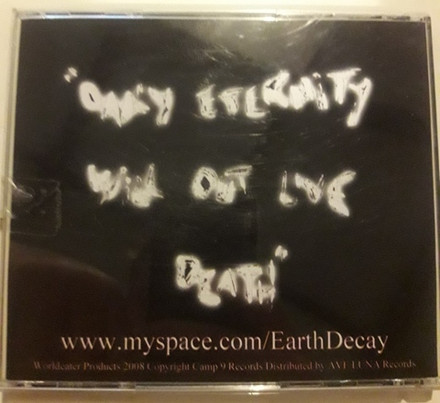 "ONLY ETERNITY
WILL OUT LIVE
DEATH"
www.myspace.com/EarthDecay
Worldeater Products 2008 Copyright Camp 9 Records Distributed by AVE LUNA Records